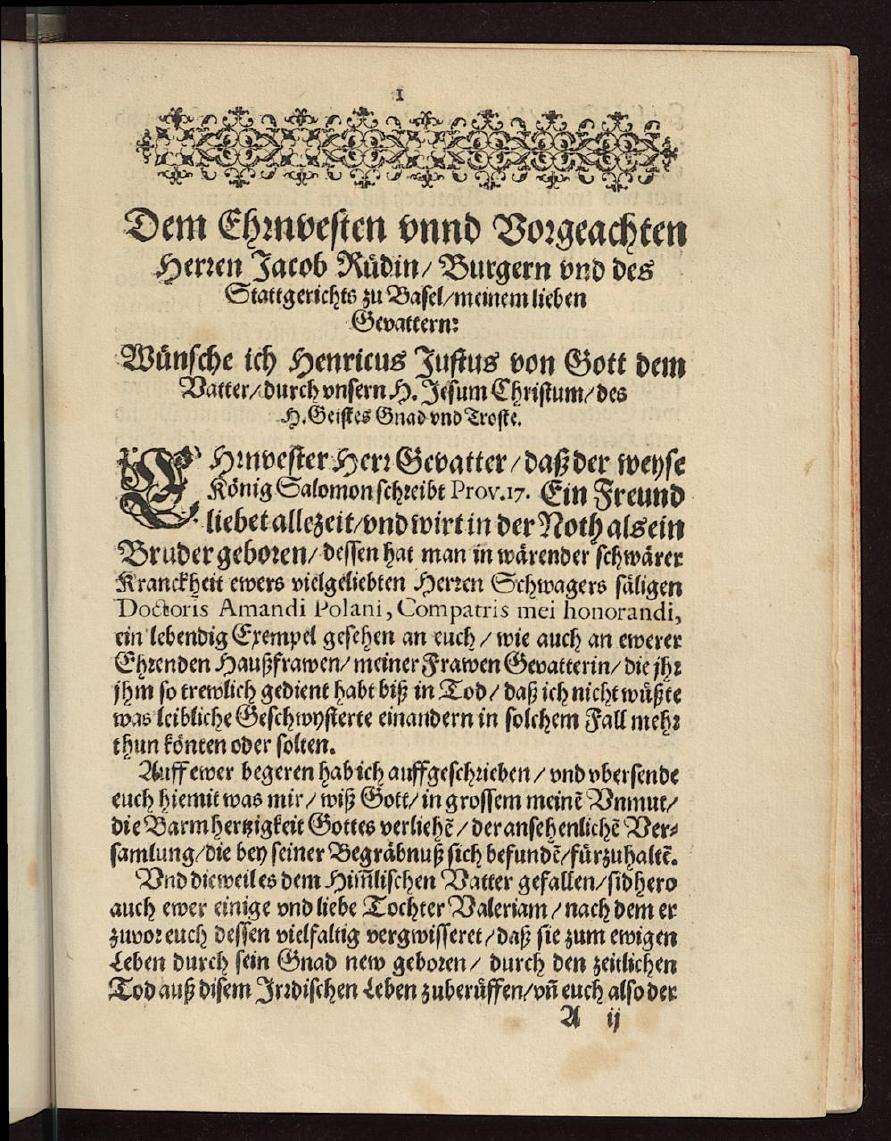 1
Dem Ehrnvesten vnnd Vorgeachten
Herren Jacob Rüdin/ Burgern vnd des
Stattgerichts zu Basel/ meinem lieben
Gevattern:
Wünsche ich Henricus Justus von Gott dem
Vatter/ durch vnsern H. Jesum Christum/ des
H. Geistes Gnad vnd Troste.
EHrnvester Herr Gevatter/ daß der weyse
König Salomon schreibt Prov.17. Ein Freund
liebet allezeit/ vnd wirt in der Noth als ein
Bruder geboren/ dessen hat man in wärender schwärer
Kranckheit ewers vielgeliebten Herren Schwagers säligen
Doctoris Amandi Polani, Compatris mei honorandi,
ein lebendig Exempel gesehen an euch/ wie auch an ewerer
Ehrenden Haußfrawen/ meiner Frawen Gevatterin/ die jhr
jhm so trewlich gedient habt biß in Tod/ daß ich nicht wüßte
was leibliche Geschwysterte einandern in solchem Fall mehr
thun könten oder solten.
Auff ewer begeren hab ich auffgeschrieben/ vnd vbersende
euch hiemit was mir/ wiß Gott/ in grossem meinē Vnmut/
die Barmhertzigkeit Gottes verliehē/ der ansehenlichē Ver-
samlung/ die bey seiner Begräbnuß sich befundē/ fürzuhaltē.
Vnd dieweil es dem Him̄lischen Vatter gefallen/ sidhero
auch ewer einige vnd liebe Tochter Valeriam/ nach dem er
zuvor euch dessen vielfaltig vergwisseret/ daß sie zum ewigen
Leben durch sein Gnad new geboren/ durch den zeitlichen
Tod auß disem Irrdischen Leben zuberüffen/ vn̄ euch also der
A ij